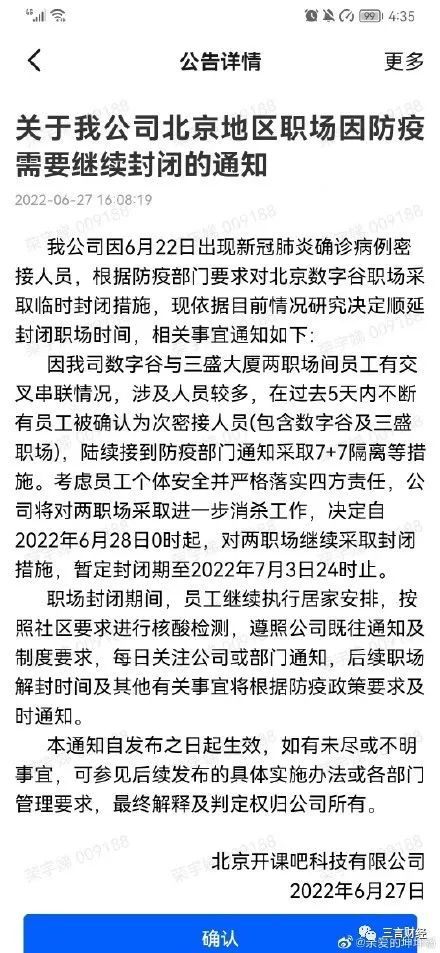 4:35
99
公告详情
更多
关于我公司北京地区职场因防疫
需要继续封闭的通知
2022-06-27 16:08:19
我公司因6月22日出现新冠肺炎确诊病例密
接人员，根据防疫部门要求对北京数字谷职场采
取临时封闭措施，现依据目前情况研究决定顺延
封闭职场时间，相关事宜通知如下：
因我司数字谷与三盛大厦两职场间员工有交
叉串联情况，涉及人员较多，在过去5天内不断
有员工被确认为次密接人员(包含数字谷及三盛
职场)，陆续接到防疫部门通知采取7+7隔离等措
施。考虑员工个体安全并严格落实四方责任，公
司将对两职场采取进一步消杀工作，决定自
2022年6月28日0时起，对两职场继续采取封闭
措施，暂定封闭期至2022年7月3日24时止。
职场封闭期间，员工继续执行居家安排，按
照社区要求进行核酸检测，遵照公司既往通知及
制度要求，每日关注公司或部门通知，后续职场
解封时间及其他有关事宜将根据防疫政策要求及
时通知。
本通知自发布之日起生效，如有未尽或不明
事宜，可参见后续发布的具体实施办法或各部门
管理要求，最终解释及判定权归公司所有。
北京开课吧科技有限公司
2022年6月27日
确认
三言财经